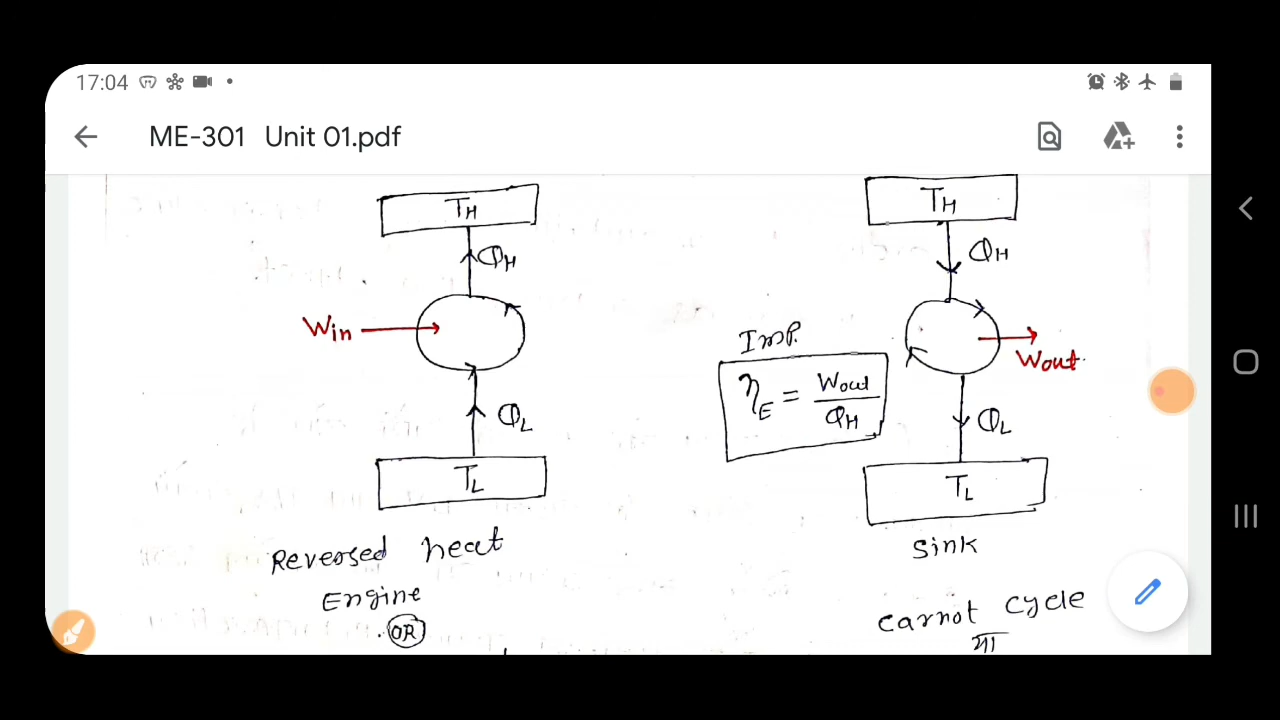 17:04
ME-301 Unit 01.pdf
TH
QH
Win
QL
TL
Reversed heat
Engine
OR
TH
QH
Imp.
ηE = Wout / QH
Wout
QL
TL
Sink
Carnot cycle
या